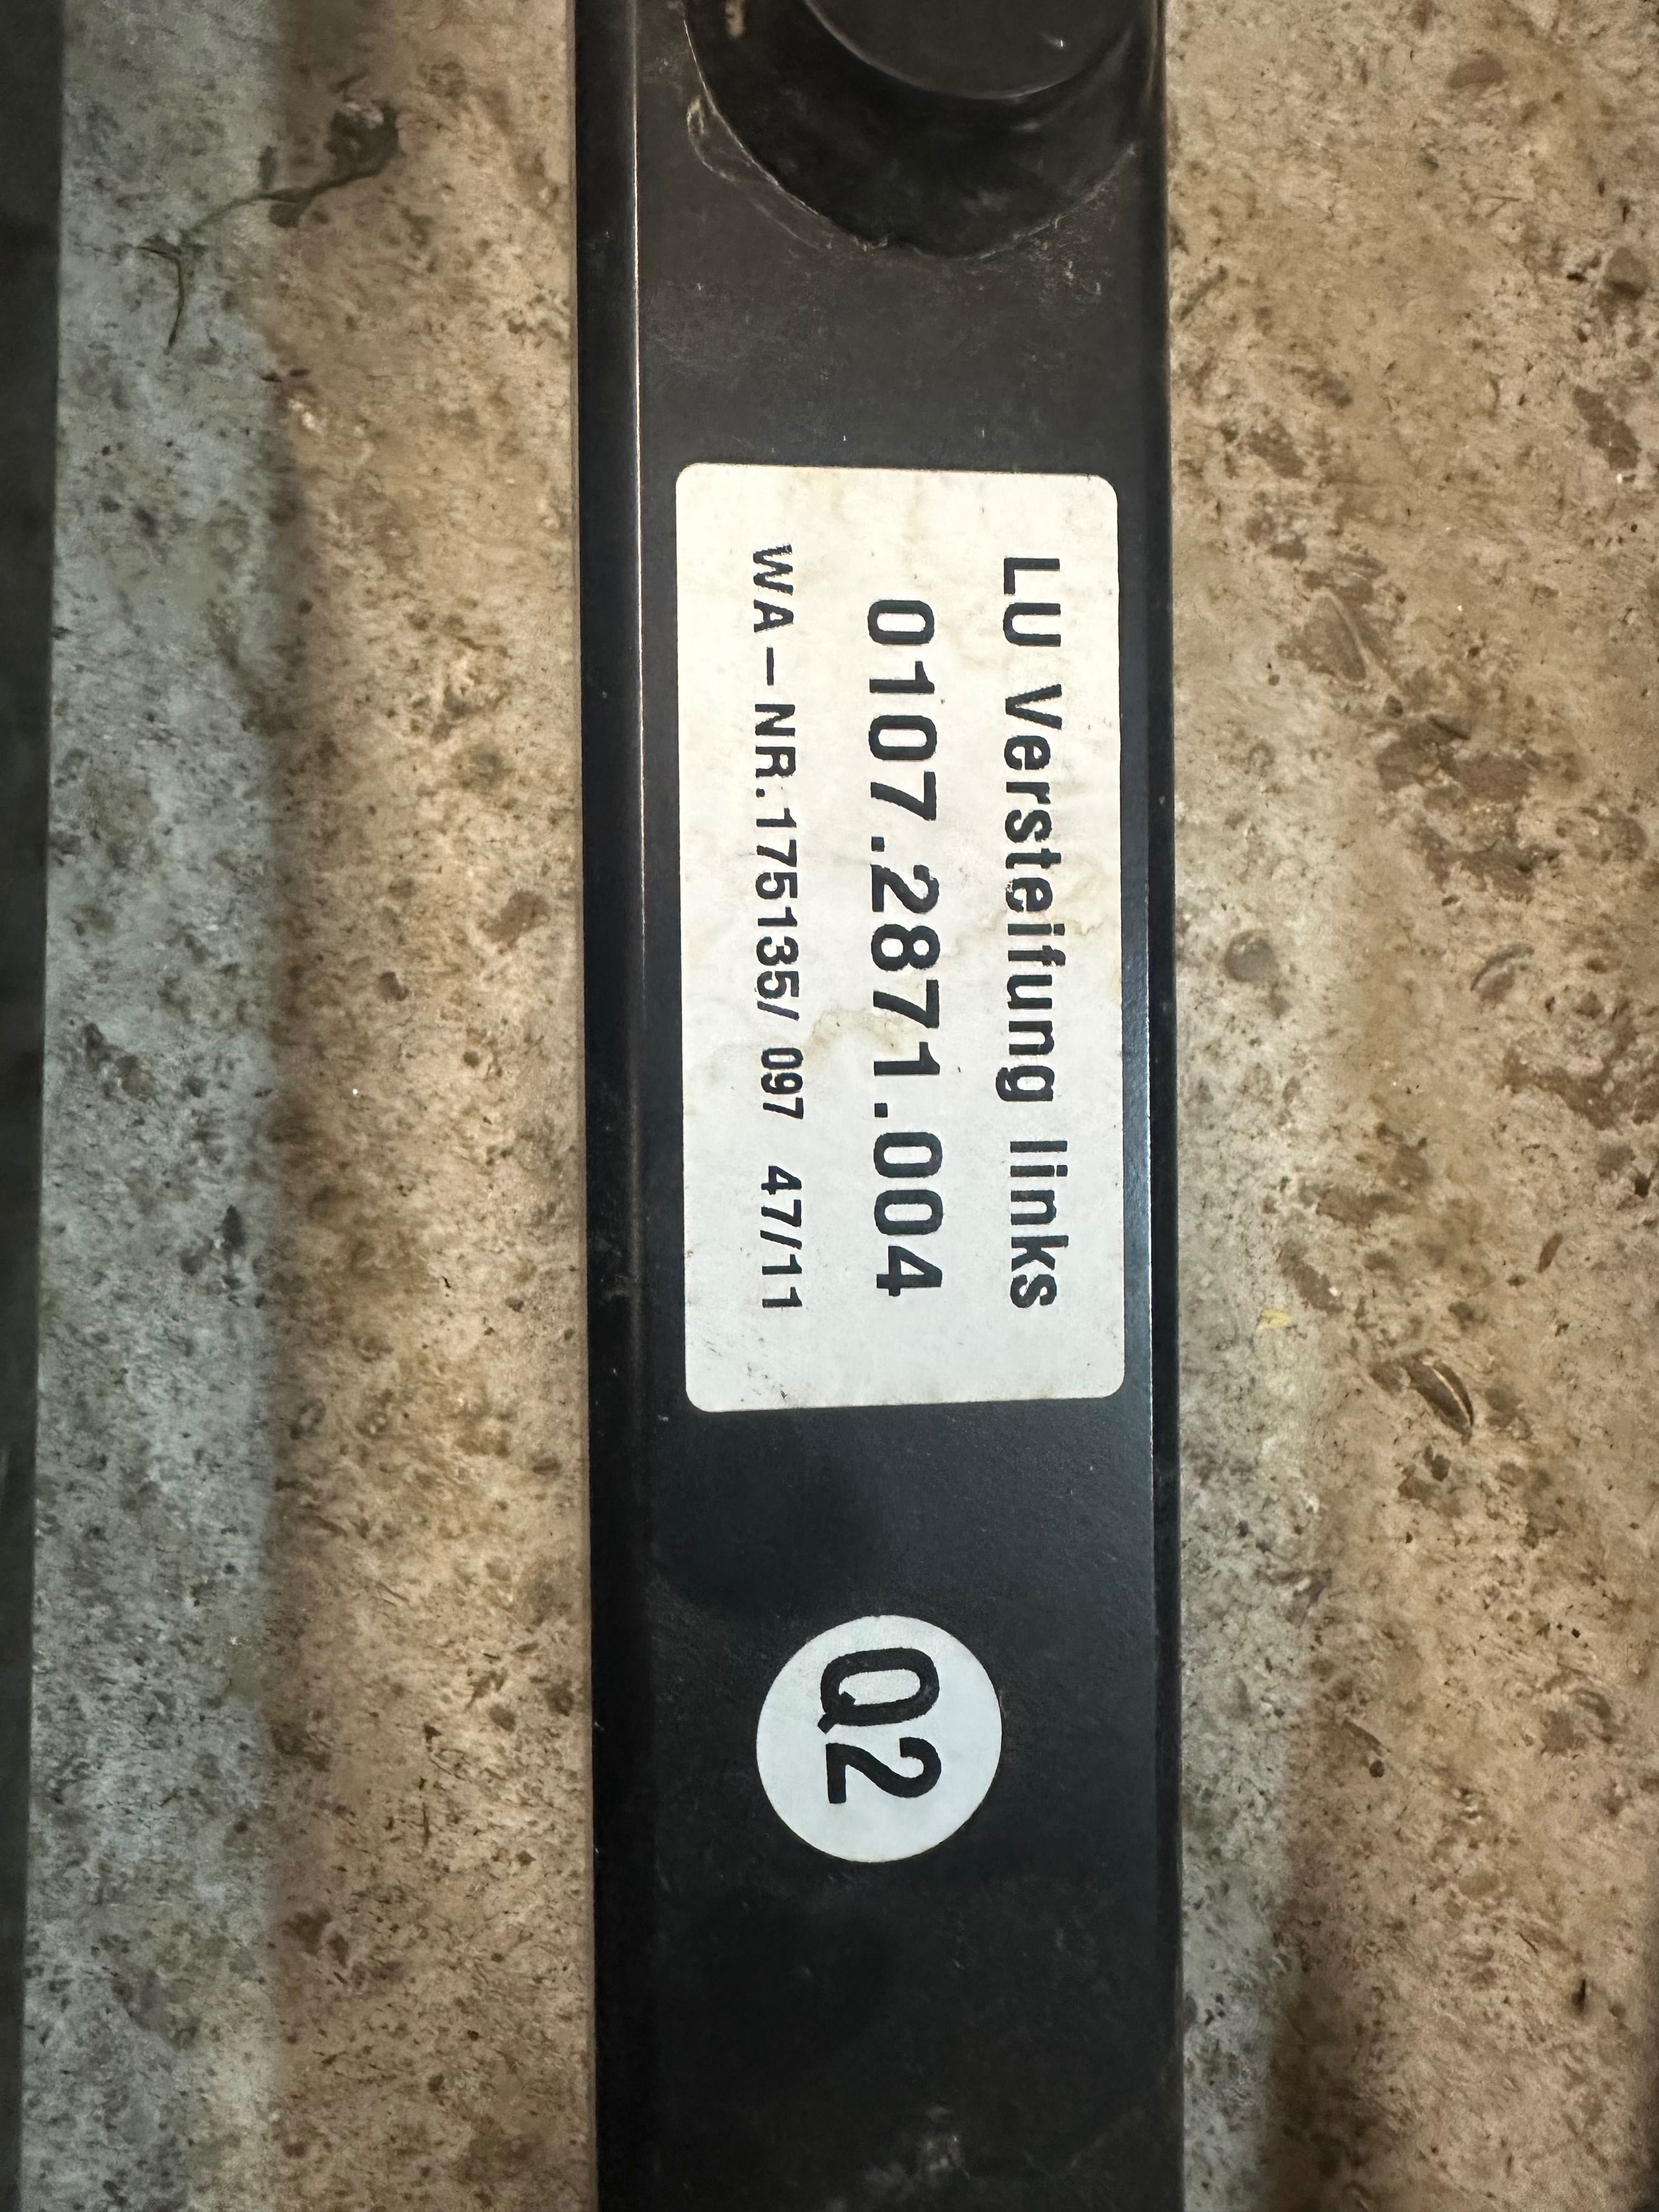 LU Versteifung links
0107.2871.004
WA-NR.175135/ 097 47/11
Q2